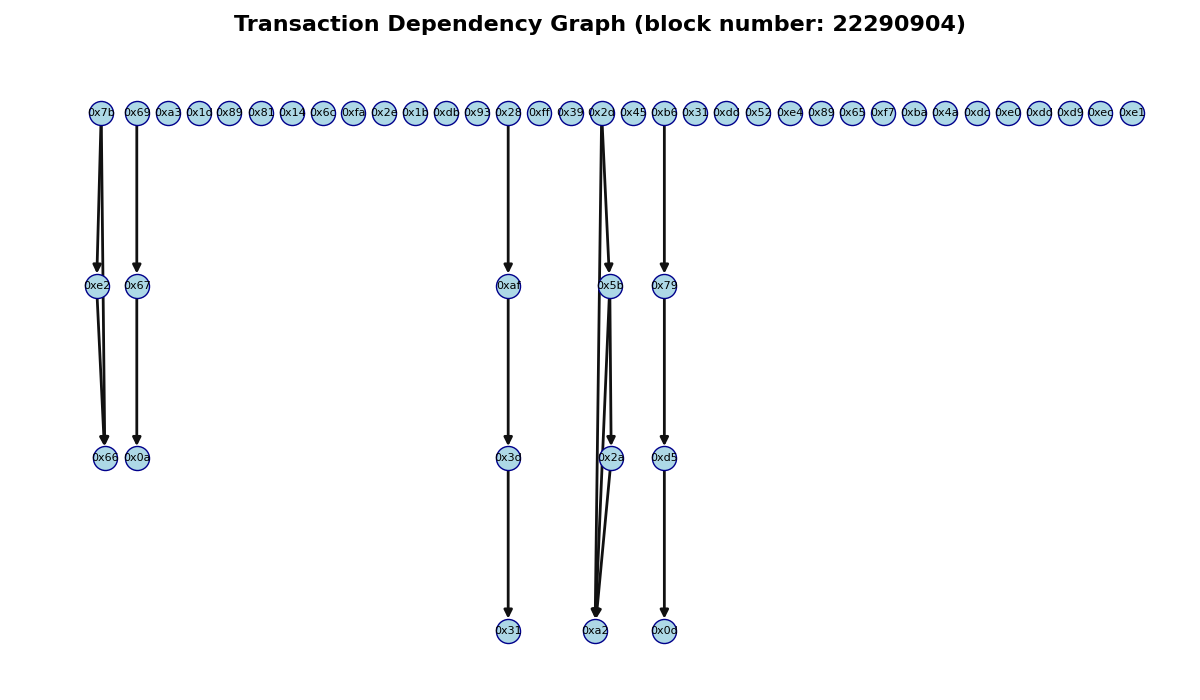 Transaction Dependency Graph (block number: 22290904)
0x7b 0x69 0xa3 0x1d 0x89 0x81 0x14 0x6c 0xfa 0x2e 0x1b 0xdb 0x93 0x28 0xff 0x39 0x2d 0x45 0xb6 0x31 0xdd 0x52 0xe4 0x89 0x65 0xf7 0xba 0x4a 0xdc 0xe0 0xdd 0xd9 0xec 0xe1
0xe2 0x67 0xaf 0x5b 0x79
0x66 0x0a 0x3d 0x2a 0xd5
0x31 0xa2 0x0d